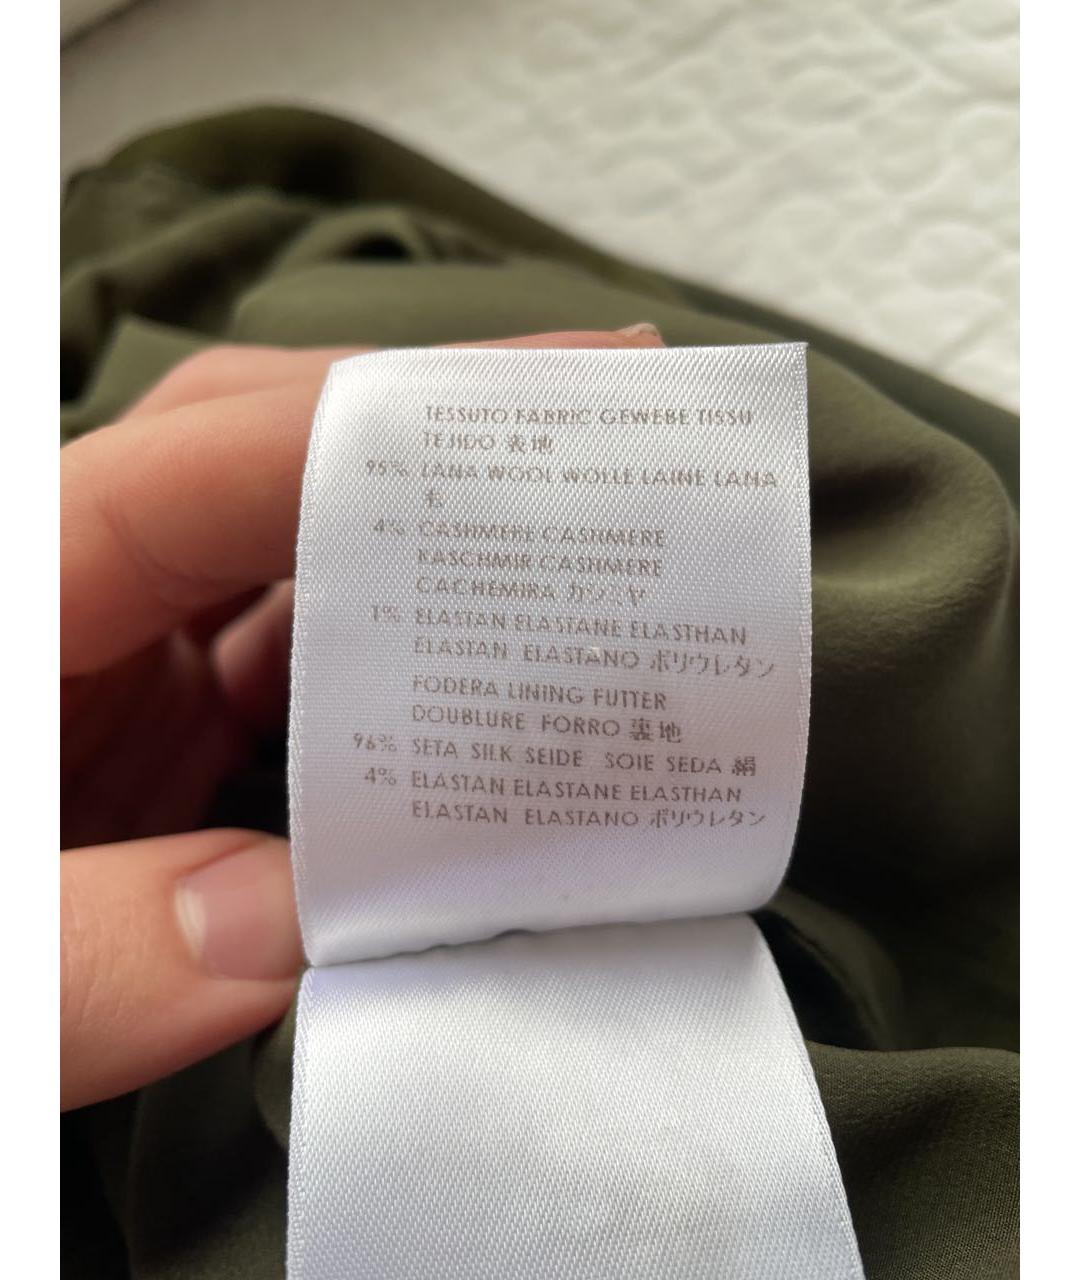 TESSUTO FABRIC GEWEBE TISSU
TEJIDO 表地
95% LANA WOOL WOLLE LAINE LANA
毛
4% CASHMERE CASHMERE
KASCHMIR CASHMERE
CACHEMIRA カシミヤ
1% ELASTAN ELASTANE ELASTHAN
ELASTAN ELASTANO ポリウレタン
FODERA LINING FUTTER
DOUBLURE FORRO 裏地
96% SETA SILK SEIDE SOIE SEDA 絹
4% ELASTAN ELASTANE ELASTHAN
ELASTAN ELASTANO ポリウレタン